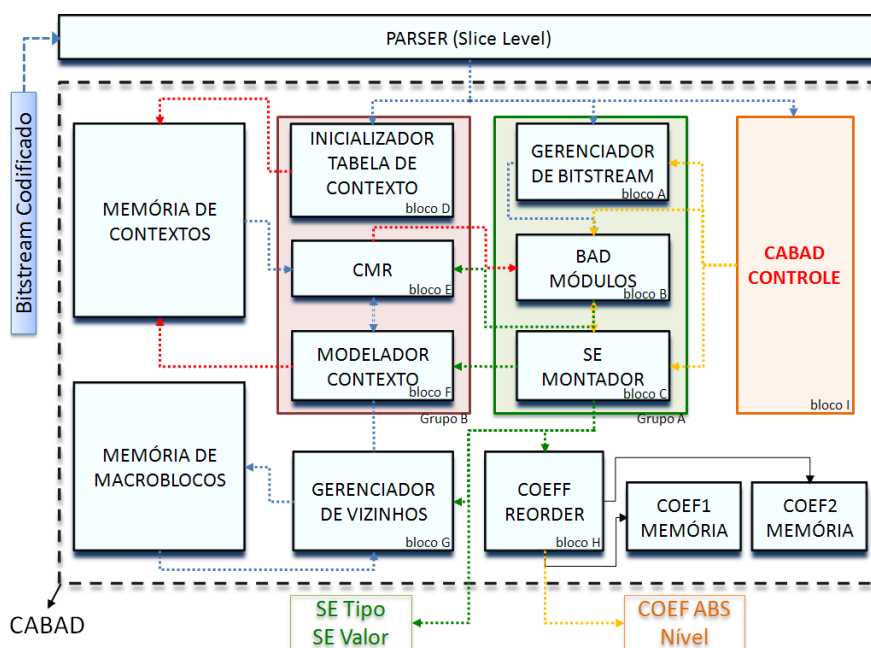 PARSER (Slice Level)
Bitstream Codificado
MEMÓRIA DE
CONTEXTOS
INICIALIZADOR
TABELA DE
CONTEXTO
bloco D
GERENCIADOR
DE BITSTREAM
bloco A
CABAD
CONTROLE
bloco I
CMR
bloco E
BAD
MÓDULOS
bloco B
MODELADOR
CONTEXTO
bloco F
Grupo B
SE
MONTADOR
bloco C
Grupo A
MEMÓRIA DE
MACROBLOCOS
GERENCIADOR
DE VIZINHOS
bloco G
COEFF
REORDER
bloco H
COEF1
MEMÓRIA
COEF2
MEMÓRIA
CABAD
SE Tipo
SE Valor
COEF ABS
Nível